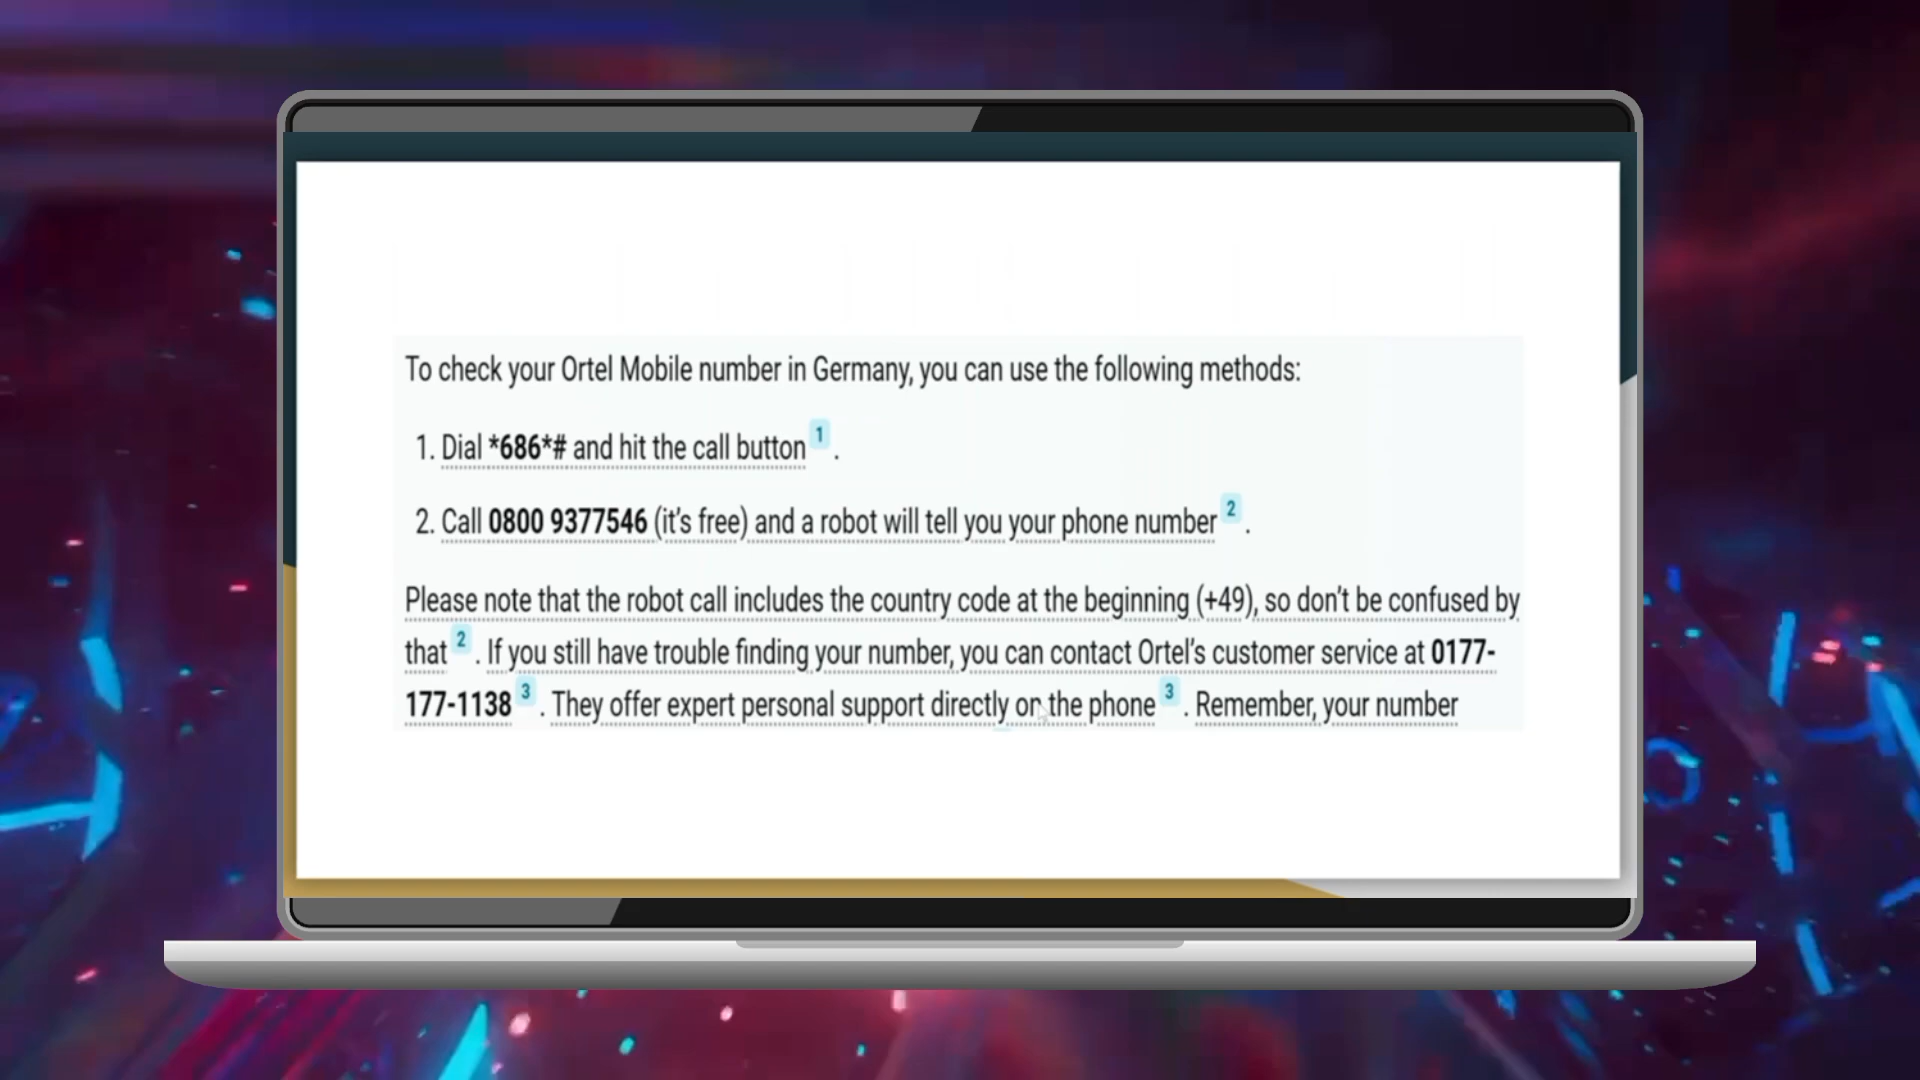 To check your Ortel Mobile number in Germany, you can use the following methods:
1. Dial *686*# and hit the call button 1 .
2. Call 0800 9377546 (it's free) and a robot will tell you your phone number 2 .
Please note that the robot call includes the country code at the beginning (+49), so don't be confused by
that 2 . If you still have trouble finding your number, you can contact Ortel's customer service at 0177-
177-1138 3 . They offer expert personal support directly on the phone 3 . Remember, your number